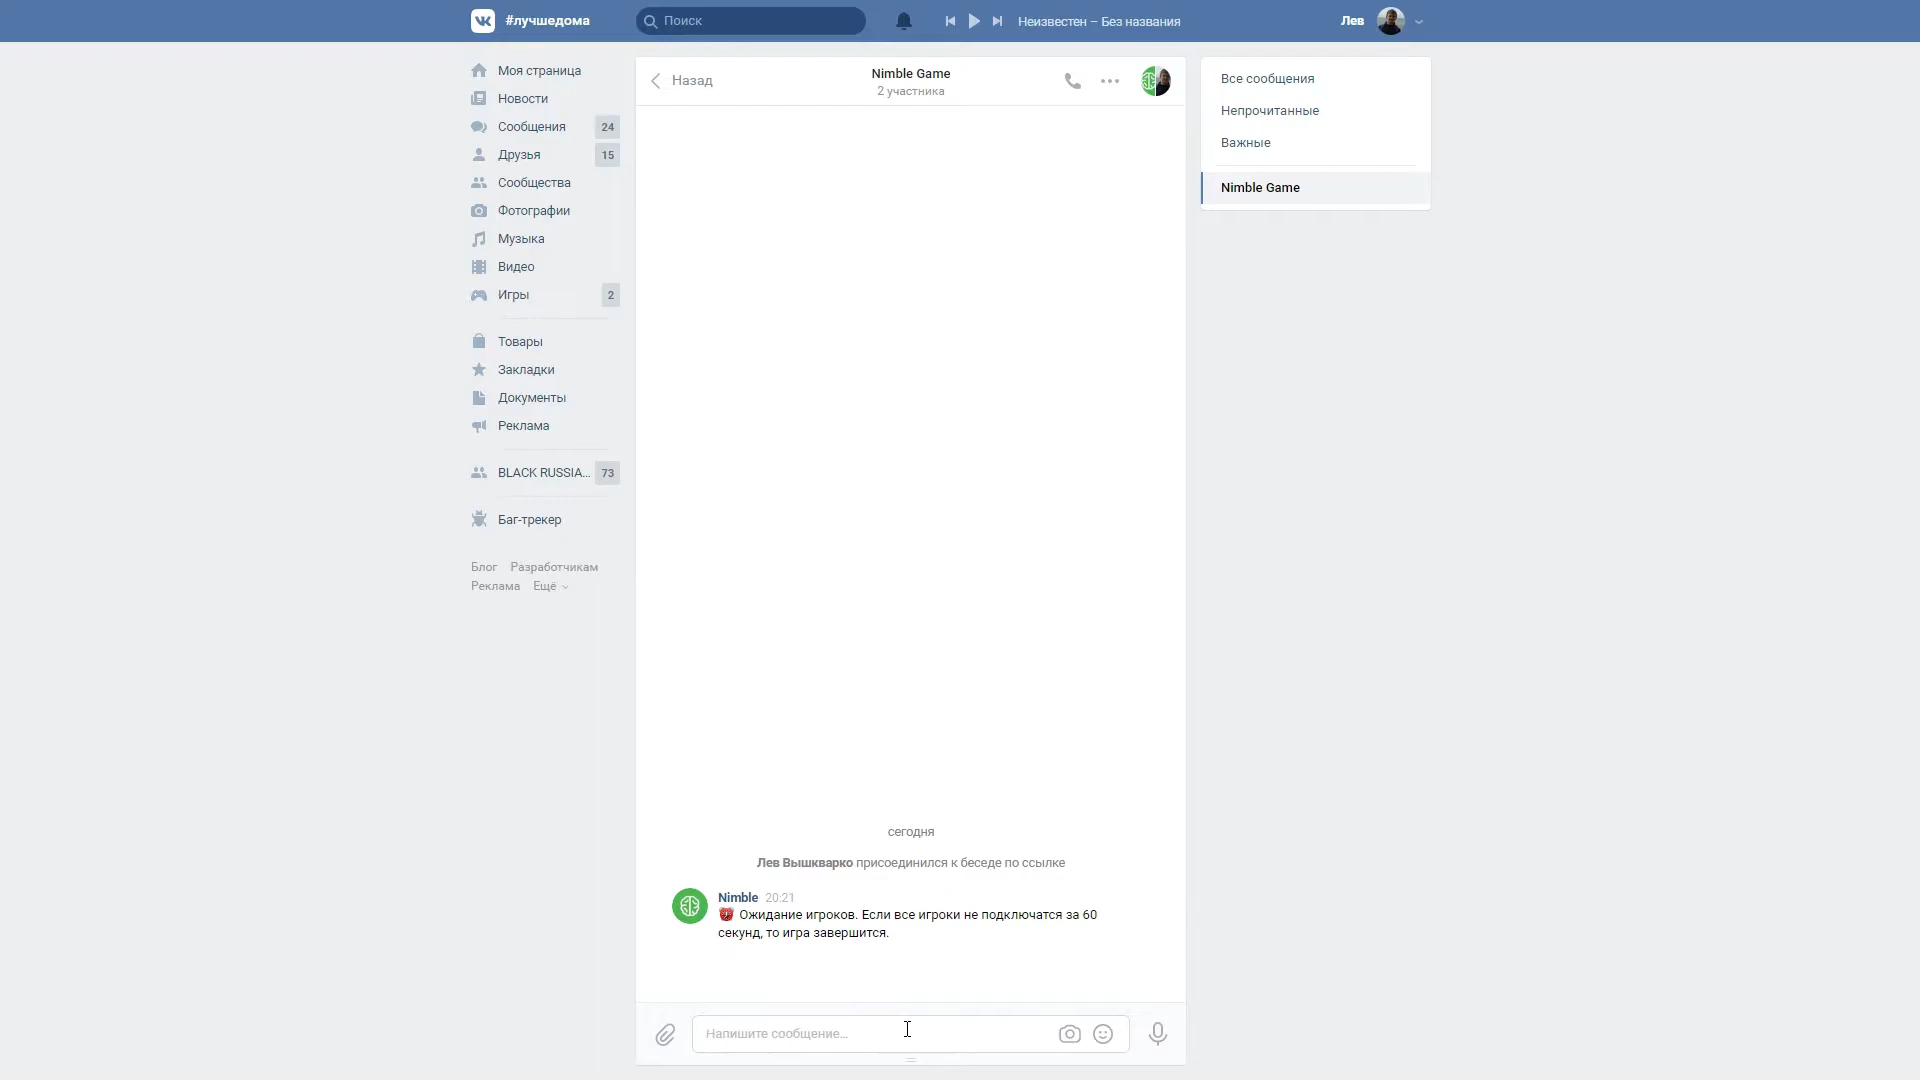 #лучшедома
Поиск
Неизвестен – Без названия
Лев
Моя страница
Новости
Сообщения 24
Друзья 15
Сообщества
Фотографии
Музыка
Видео
Игры 2
Товары
Закладки
Документы
Реклама
BLACK RUSSIA... 73
Баг-трекер
Блог Разработчикам
Реклама Ещё
Назад
Nimble Game
2 участника
сегодня
Лев Вышкварко присоединился к беседе по ссылке
Nimble 20:21
Ожидание игроков. Если все игроки не подключатся за 60
секунд, то игра завершится.
Напишите сообщение...
Все сообщения
Непрочитанные
Важные
Nimble Game